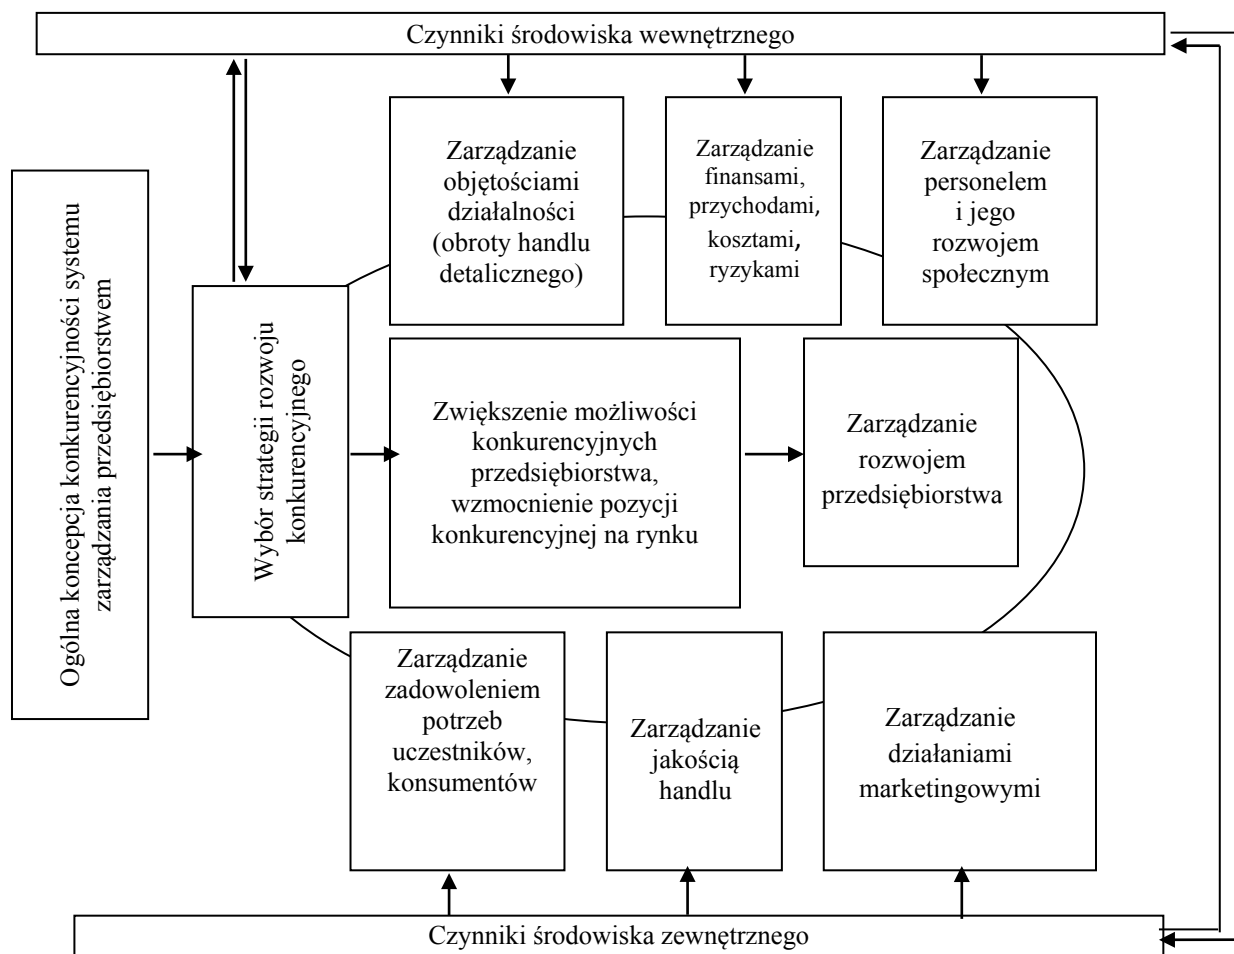 Czynniki środowiska wewnętrznego
Zarządzanie
objętościami
działalności
(obroty handlu
detalicznego)
Zarządzanie
finansami,
przychodami,
kosztami,
ryzykami
Zarządzanie
personelem
i jego
rozwojem
społecznym
Ogólna koncepcja konkurencyjności systemu
zarządzania przedsiębiorstwem
Wybór strategii rozwoju
konkurencyjnego
Zwiększenie możliwości
konkurencyjnych
przedsiębiorstwa,
wzmocnienie pozycji
konkurencyjnej na rynku
Zarządzanie
rozwojem
przedsiębiorstwa
Zarządzanie
zadowoleniem
potrzeb
uczestników,
konsumentów
Zarządzanie
jakością
handlu
Zarządzanie
działaniami
marketingowymi
Czynniki środowiska zewnętrznego